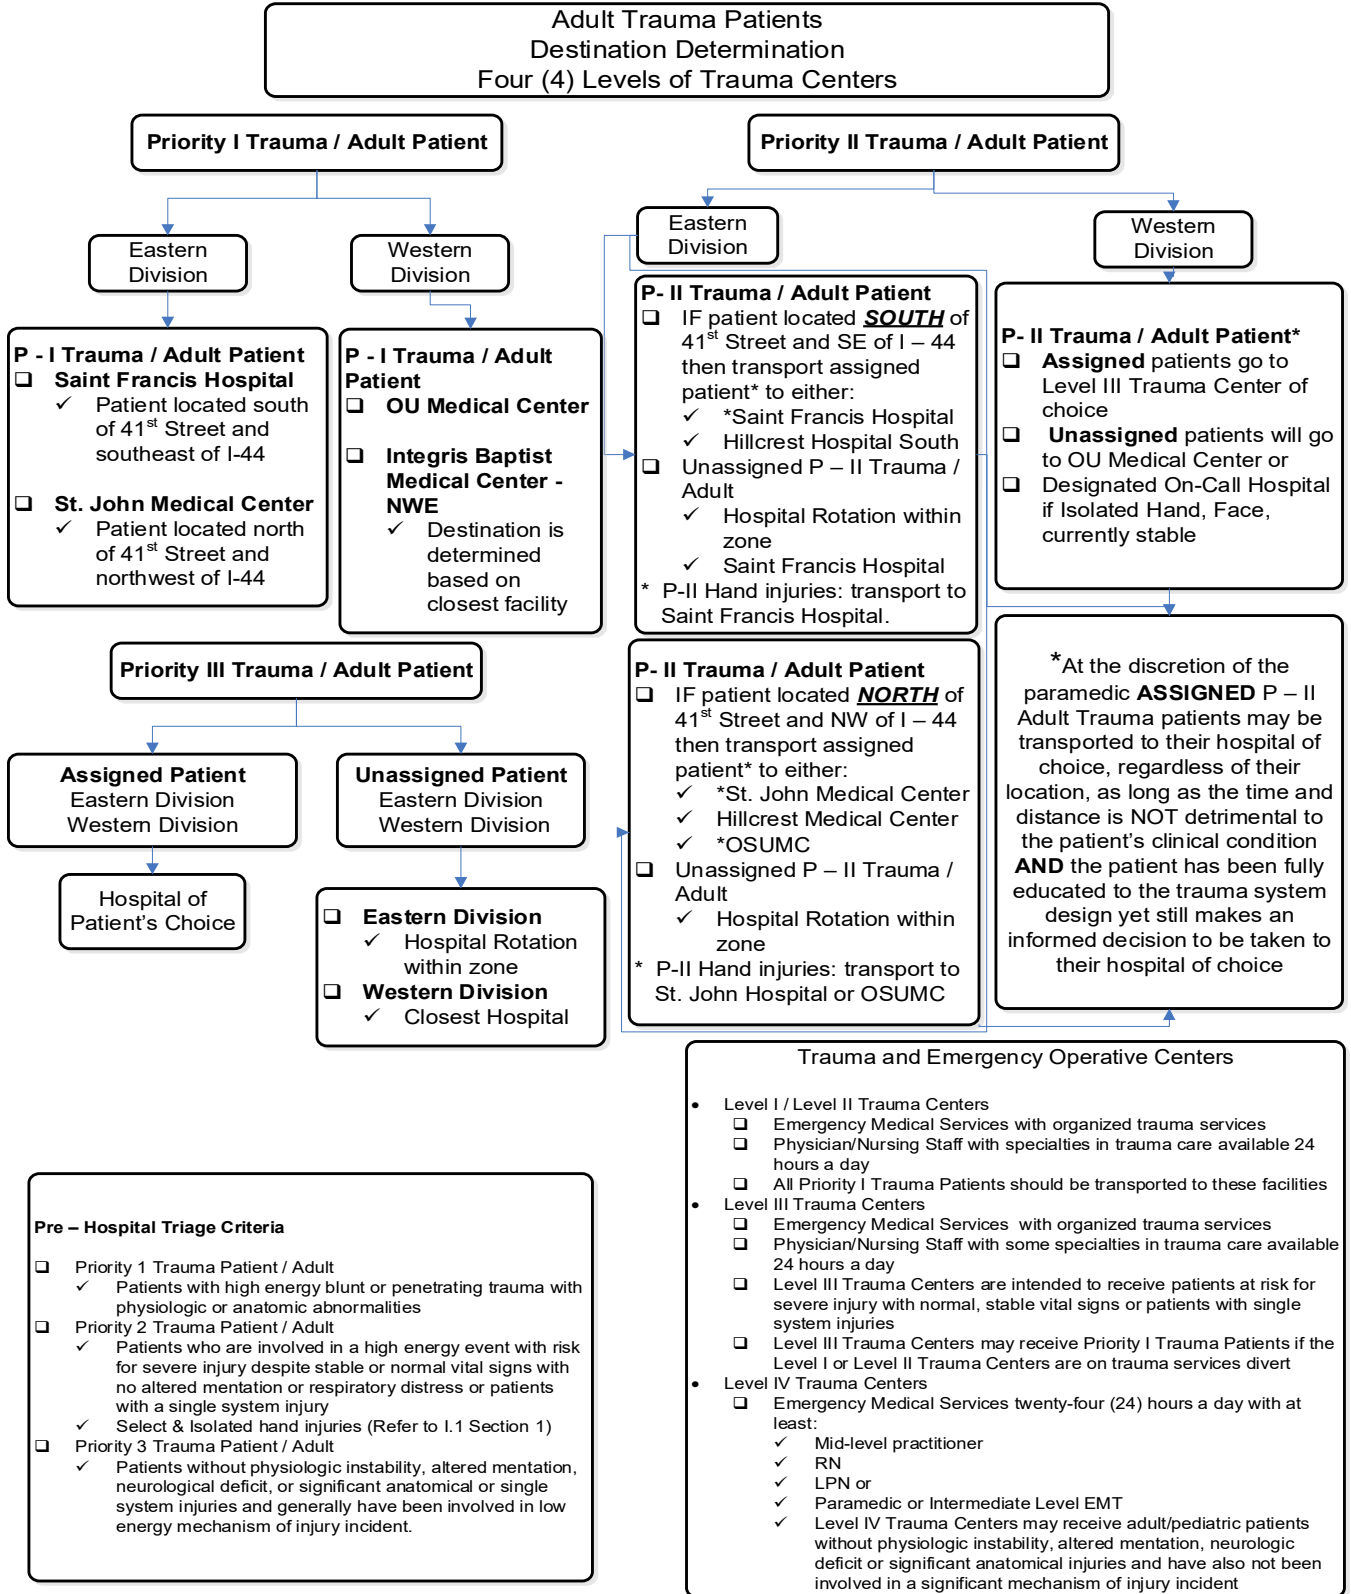 Adult Trauma Patients
Destination Determination
Four (4) Levels of Trauma Centers
Priority I Trauma / Adult Patient
Eastern
Division
Western
Division
P - I Trauma / Adult Patient
❑ Saint Francis Hospital
✓ Patient located south
of 41st Street and
southeast of I-44
❑ St. John Medical Center
✓ Patient located north
of 41st Street and
northwest of I-44
P - I Trauma / Adult
Patient
❑ OU Medical Center
❑ Integris Baptist
Medical Center -
NWE
✓ Destination is
determined
based on
closest facility
Priority II Trauma / Adult Patient
Eastern
Division
Western
Division
P- II Trauma / Adult Patient
❑ IF patient located SOUTH of
41st Street and SE of I – 44
then transport assigned
patient* to either:
✓ *Saint Francis Hospital
✓ Hillcrest Hospital South
❑ Unassigned P – II Trauma /
Adult
✓ Hospital Rotation within
zone
✓ Saint Francis Hospital
* P-II Hand injuries: transport to
Saint Francis Hospital.
P- II Trauma / Adult Patient*
❑ Assigned patients go to
Level III Trauma Center of
choice
❑ Unassigned patients will go
to OU Medical Center or
❑ Designated On-Call Hospital
if Isolated Hand, Face,
currently stable
P- II Trauma / Adult Patient
❑ IF patient located NORTH of
41st Street and NW of I – 44
then transport assigned
patient* to either:
✓ *St. John Medical Center
✓ Hillcrest Medical Center
✓ *OSUMC
❑ Unassigned P – II Trauma /
Adult
✓ Hospital Rotation within
zone
* P-II Hand injuries: transport to
St. John Hospital or OSUMC
*At the discretion of the
paramedic ASSIGNED P – II
Adult Trauma patients may be
transported to their hospital of
choice, regardless of their
location, as long as the time and
distance is NOT detrimental to
the patient’s clinical condition
AND the patient has been fully
educated to the trauma system
design yet still makes an
informed decision to be taken to
their hospital of choice
Priority III Trauma / Adult Patient
Assigned Patient
Eastern Division
Western Division
Unassigned Patient
Eastern Division
Western Division
Hospital of
Patient’s Choice
❑ Eastern Division
✓ Hospital Rotation
within zone
❑ Western Division
✓ Closest Hospital
Pre – Hospital Triage Criteria
❑ Priority 1 Trauma Patient / Adult
✓ Patients with high energy blunt or penetrating trauma with
physiologic or anatomic abnormalities
❑ Priority 2 Trauma Patient / Adult
✓ Patients who are involved in a high energy event with risk
for severe injury despite stable or normal vital signs with
no altered mentation or respiratory distress or patients
with a single system injury
✓ Select & Isolated hand injuries (Refer to I.1 Section 1)
❑ Priority 3 Trauma Patient / Adult
✓ Patients without physiologic instability, altered mentation,
neurological deficit, or significant anatomical or single
system injuries and generally have been involved in low
energy mechanism of injury incident.
Trauma and Emergency Operative Centers
• Level I / Level II Trauma Centers
❑ Emergency Medical Services with organized trauma services
❑ Physician/Nursing Staff with specialties in trauma care available 24
hours a day
❑ All Priority I Trauma Patients should be transported to these facilities
• Level III Trauma Centers
❑ Emergency Medical Services with organized trauma services
❑ Physician/Nursing Staff with some specialties in trauma care available
24 hours a day
❑ Level III Trauma Centers are intended to receive patients at risk for
severe injury with normal, stable vital signs or patients with single
system injuries
❑ Level III Trauma Centers may receive Priority I Trauma Patients if the
Level I or Level II Trauma Centers are on trauma services divert
• Level IV Trauma Centers
❑ Emergency Medical Services twenty-four (24) hours a day with at
least:
✓ Mid-level practitioner
✓ RN
✓ LPN or
✓ Paramedic or Intermediate Level EMT
✓ Level IV Trauma Centers may receive adult/pediatric patients
without physiologic instability, altered mentation, neurologic
deficit or significant anatomical injuries and have also not been
involved in a significant mechanism of injury incident